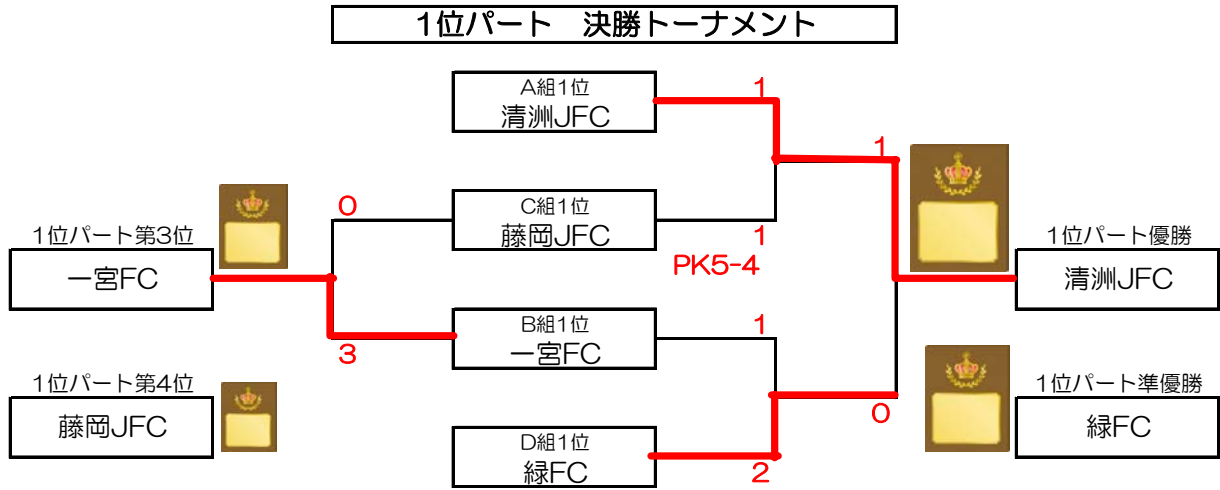 1位パート 決勝トーナメント
A組1位
清洲JFC
1
1
0
C組1位
藤岡JFC
1
PK5-4
1位パート第3位
一宮FC
1位パート優勝
清洲JFC
3
B組1位
一宮FC
1
1位パート第4位
藤岡JFC
0
1位パート準優勝
緑FC
D組1位
緑FC
2